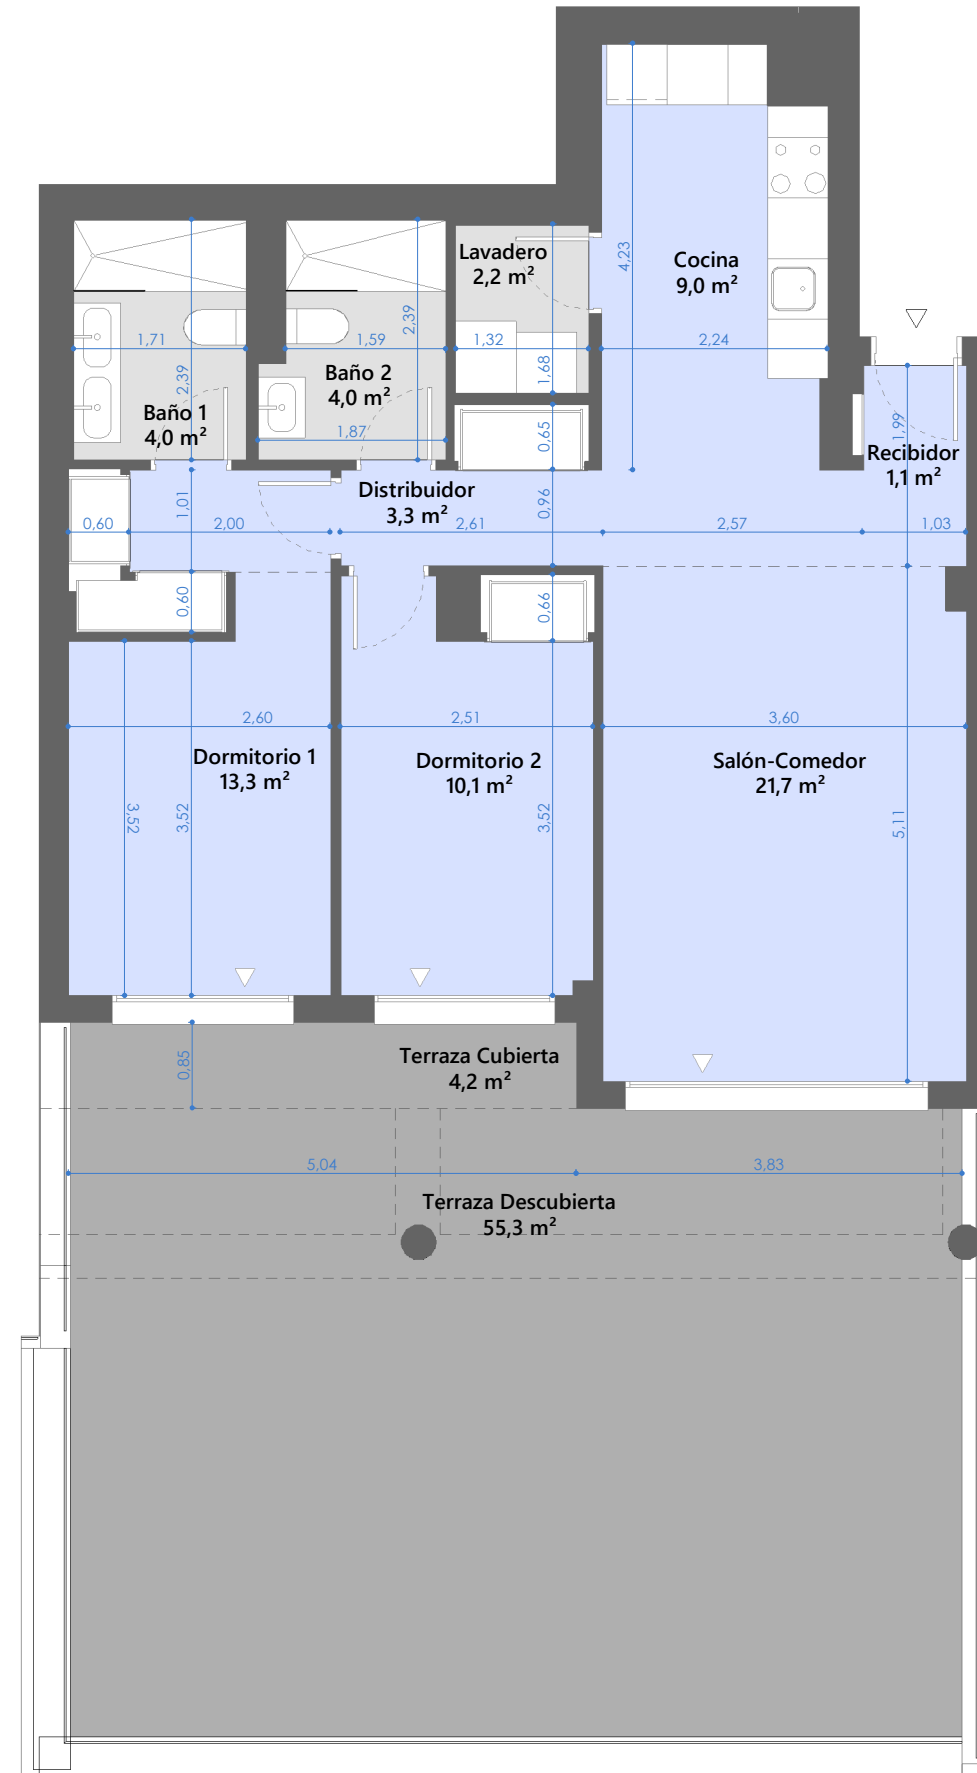 Lavadero
2,2 m²
Cocina
9,0 m²
4,23
2,39
1,71
1,59
1,32
2,24
2,39
1,68
Baño 2
4,0 m²
Baño 1
4,0 m²
1,87
0,65
1,99
Recibidor
1,1 m²
Distribuidor
3,3 m²
1,01
0,96
0,60
2,00
2,61
2,57
1,03
0,60
0,66
2,60
2,51
3,60
Dormitorio 1
13,3 m²
Dormitorio 2
10,1 m²
Salón-Comedor
21,7 m²
3,52
3,52
3,52
5,11
Terraza Cubierta
4,2 m²
0,85
5,04
3,83
Terraza Descubierta
55,3 m²